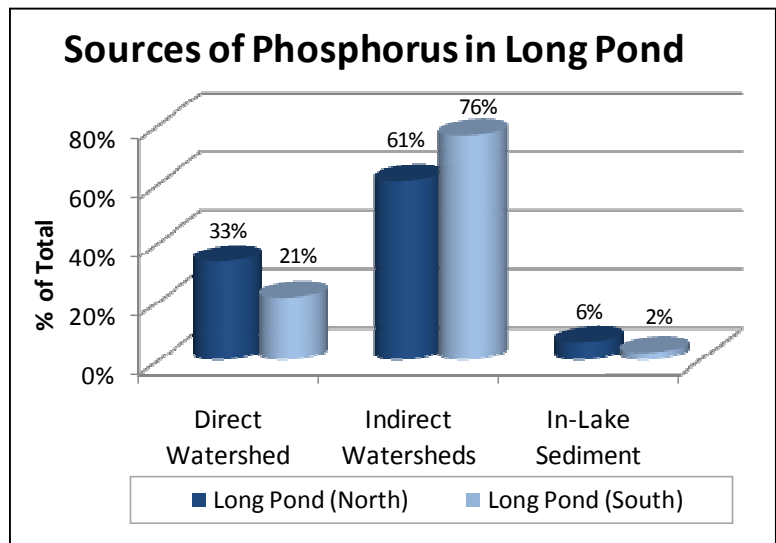 Sources of Phosphorus in Long Pond
% of Total
80%
60%
40%
20%
0%
33%
21%
61%
76%
6%
2%
Direct
Watershed
Indirect
Watersheds
In-Lake
Sediment
Long Pond (North)
Long Pond (South)